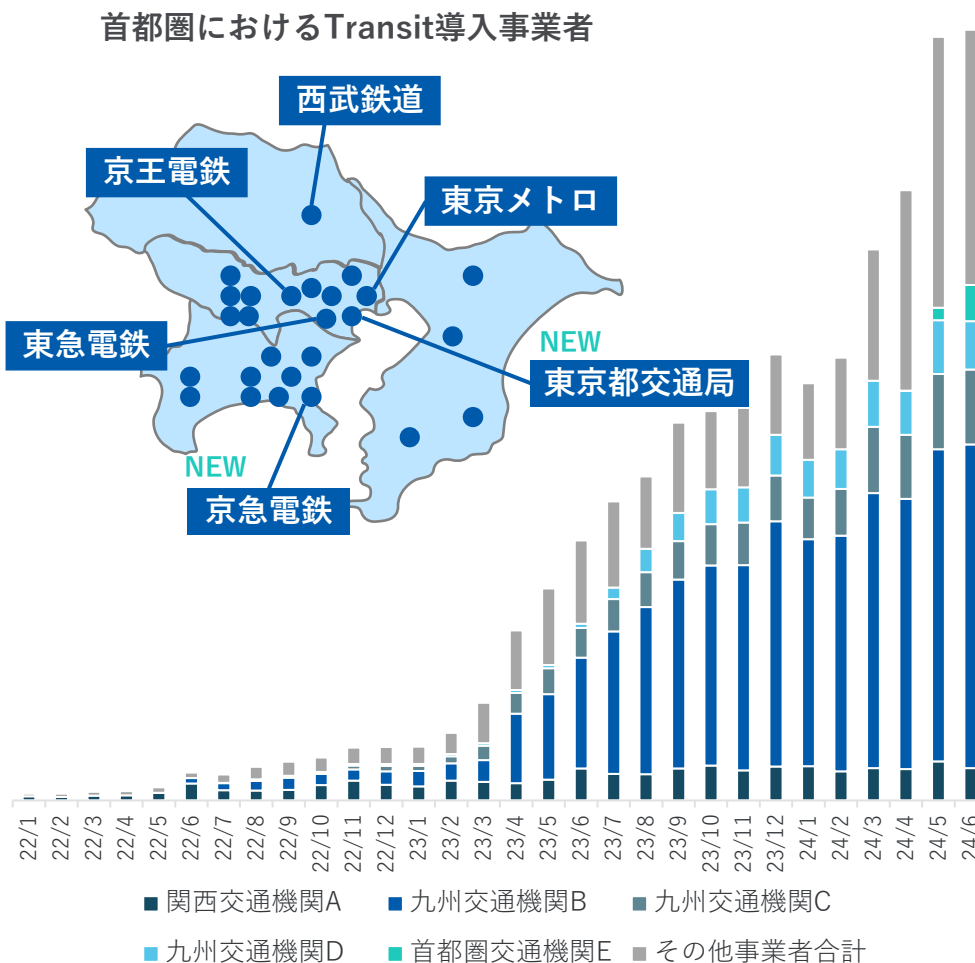 首都圏におけるTransit導入事業者
西武鉄道
京王電鉄
東京メトロ
東急電鉄
NEW
東京都交通局
NEW
京急電鉄
22/1
22/2
22/3
22/4
22/5
22/6
22/7
22/8
22/9
22/10
22/11
22/12
23/1
23/2
23/3
23/4
23/5
23/6
23/7
23/8
23/9
23/10
23/11
23/12
24/1
24/2
24/3
24/4
24/5
24/6
関西交通機関A
九州交通機関B
九州交通機関C
九州交通機関D
首都圏交通機関E
その他事業者合計